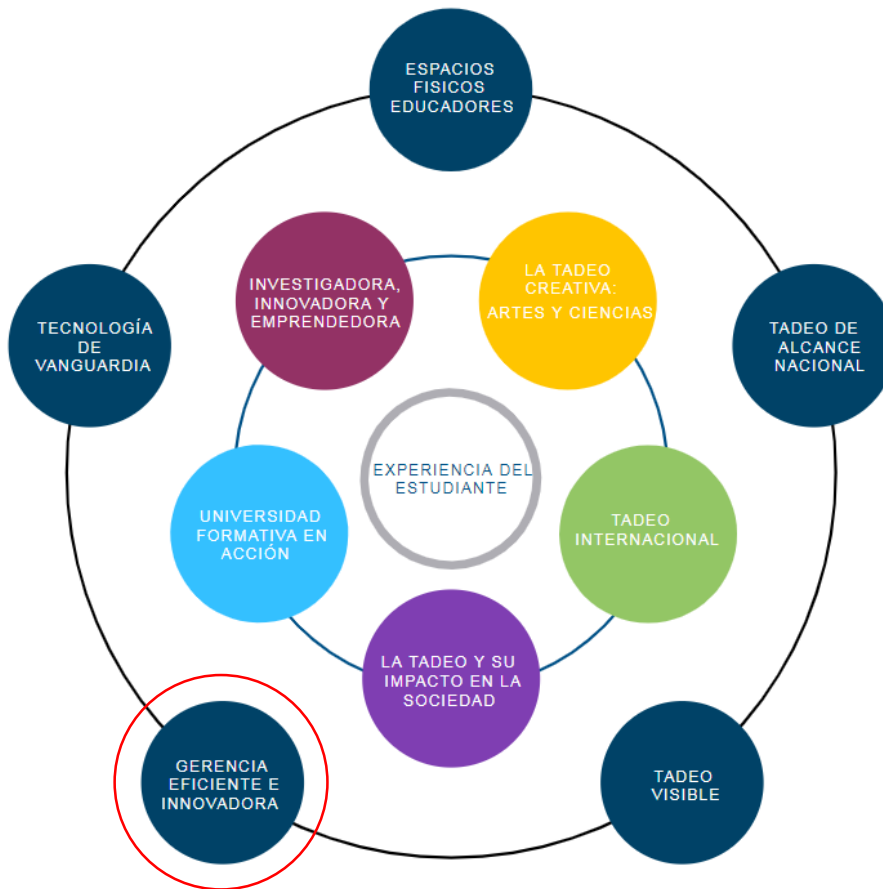 ESPACIOS
FISICOS
EDUCADORES
INVESTIGADORA,
INNOVADORA Y
EMPRENDEDORA
LA TADEO
CREATIVA:
ARTES Y CIENCIAS
TECNOLOGÍA
DE
VANGUARDIA
TADEO DE
ALCANCE
NACIONAL
EXPERIENCIA DEL
ESTUDIANTE
UNIVERSIDAD
FORMATIVA EN
ACCIÓN
TADEO
INTERNACIONAL
LA TADEO Y SU
IMPACTO EN LA
SOCIEDAD
GERENCIA
EFICIENTE E
INNOVADORA
TADEO
VISIBLE